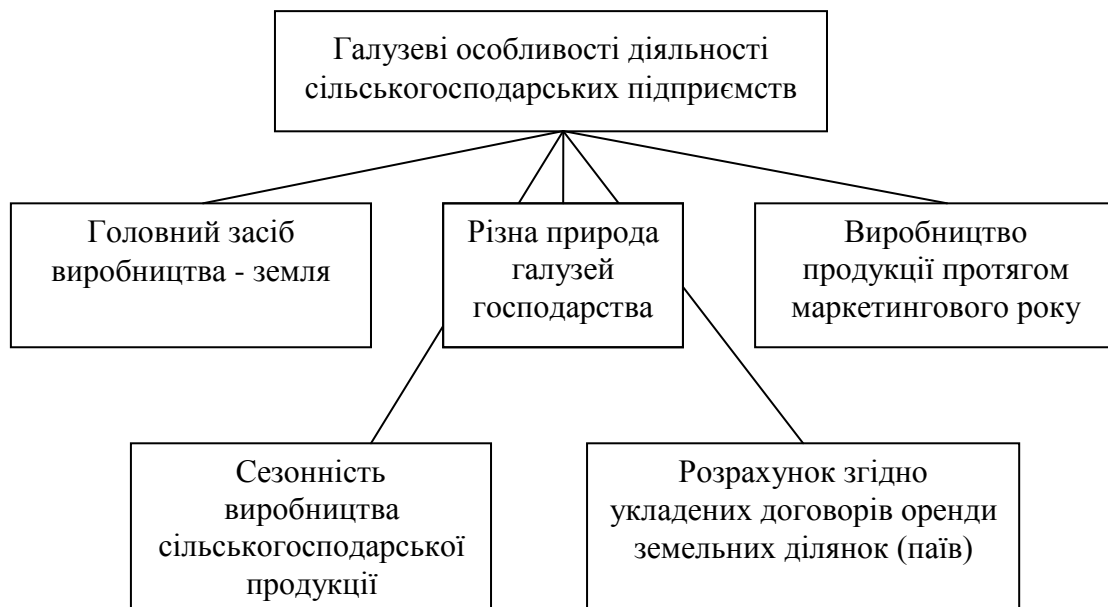 Галузеві особливості діяльності
сільськогосподарських підприємств
Головний засіб
виробництва - земля
Різна природа
галузей
господарства
Виробництво
продукції протягом
маркетингового року
Сезонність
виробництва
сільськогосподарської
продукції
Розрахунок згідно
укладених договорів оренди
земельних ділянок (паїв)